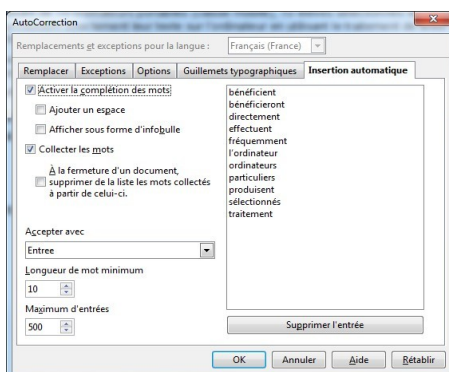 AutoCorrection
Remplacements et exceptions pour la langue :
Français (France)
Remplacer
Exceptions
Options
Guillemets typographiques
Insertion automatique
Activer la complétion des mots
Ajouter un espace
Afficher sous forme d'infobulle
Collecter les mots
À la fermeture d'un document,
supprimer de la liste les mots collectés
à partir de celui-ci.
Accepter avec
Entree
Longueur de mot minimum
10
Maximum d'entrées
500
bénéficient
bénéficieront
directement
effectuent
fréquemment
l'ordinateur
ordinateurs
particuliers
produisent
sélectionnés
traitement
Supprimer l'entrée
OK
Annuler
Aide
Rétablir